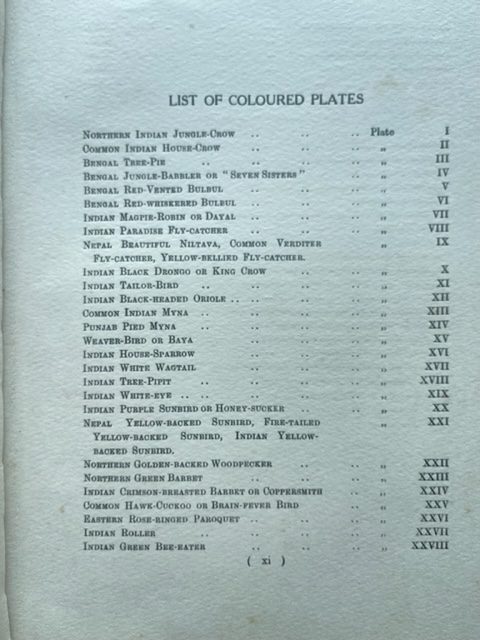 LIST OF COLOURED PLATES
Northern Indian Jungle-Crow .. .. .. Plate I
Common Indian House-Crow .. .. .. „ II
Bengal Tree-Pie .. .. .. „ III
Bengal Jungle-Babbler or "Seven Sisters" .. .. „ IV
Bengal Red-Vented Bulbul .. .. .. „ V
Bengal Red-whiskered Bulbul .. .. .. „ VI
Indian Magpie-Robin or Dayal .. .. .. „ VII
Indian Paradise Fly-catcher .. .. .. „ VIII
Nepal Beautiful Niltava, Common Verditer „ IX
Fly-catcher, Yellow-bellied Fly-catcher.
Indian Black Drongo or King Crow .. .. „ X
Indian Tailor-Bird .. .. .. „ XI
Indian Black-headed Oriole .. .. .. „ XII
Common Indian Myna .. .. .. „ XIII
Punjab Pied Myna .. .. .. „ XIV
Weaver-Bird or Baya .. .. .. „ XV
Indian House-Sparrow .. .. .. „ XVI
Indian White Wagtail .. .. .. „ XVII
Indian Tree-Pipit .. .. .. „ XVIII
Indian White-eye .. .. .. .. „ XIX
Indian Purple Sunbird or Honey-sucker .. .. „ XX
Nepal Yellow-backed Sunbird, Fire-tailed „ XXI
Yellow-backed Sunbird, Indian Yellow-
backed Sunbird.
Northern Golden-backed Woodpecker .. .. „ XXII
Northern Green Barbet .. .. .. „ XXIII
Indian Crimson-breasted Barbet or Coppersmith .. „ XXIV
Common Hawk-Cuckoo or Brain-fever Bird .. „ XXV
Eastern Rose-ringed Paroquet .. .. .. „ XXVI
Indian Roller .. .. .. „ XXVII
Indian Green Bee-eater .. .. .. „ XXVIII
( xi )